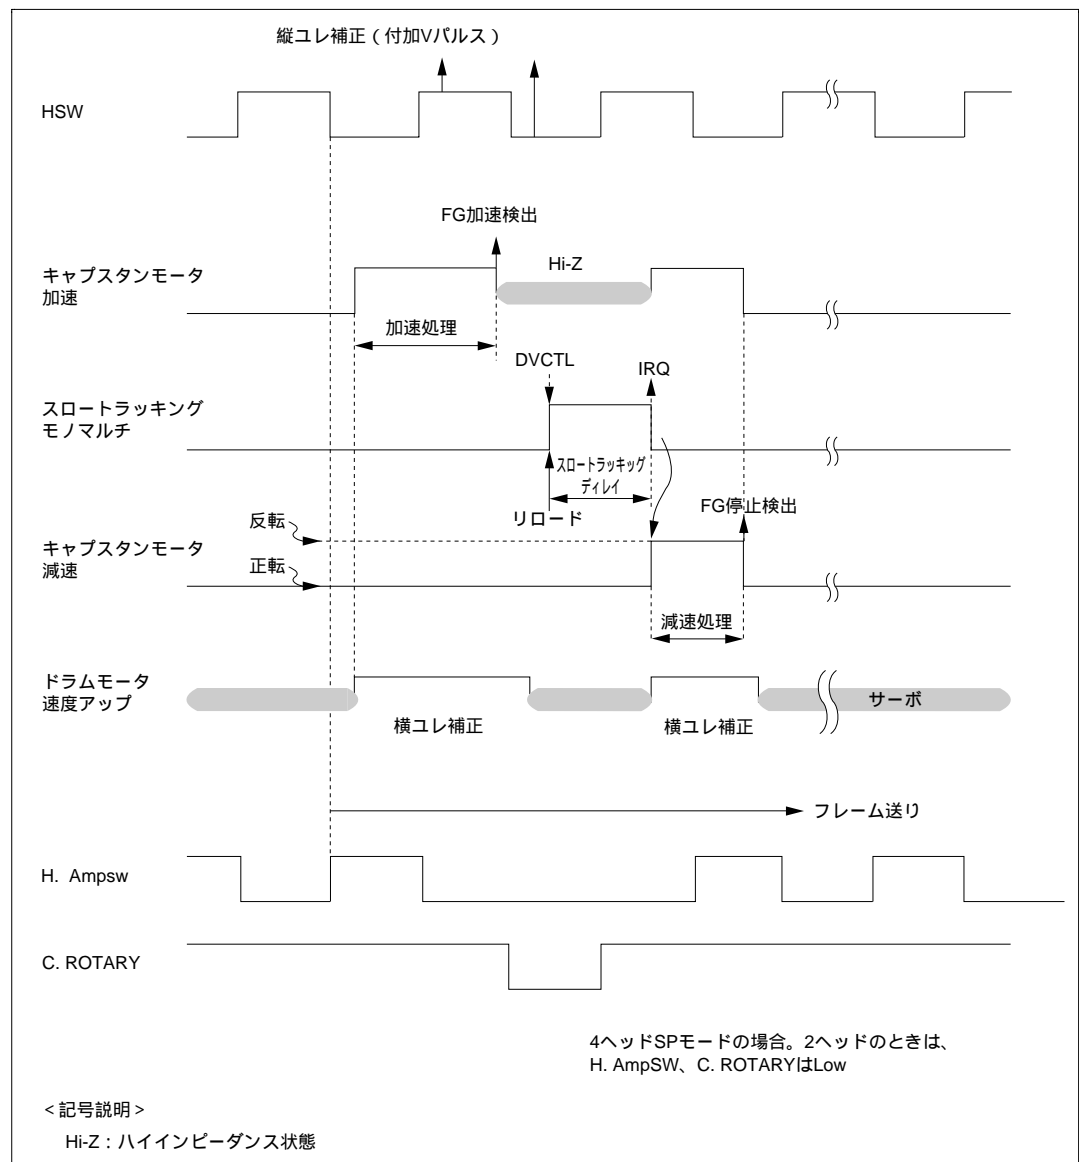 縦ユレ補正(付加Vパルス)
HSW
FG加速検出
Hi-Z
キャプスタンモータ
加速
加速処理
DVCTL
IRQ
スロートラッキング
モノマルチ
スロートラッキッグ
ディレイ
リロード
FG停止検出
反転
キャプスタンモータ
減速
正転
減速処理
ドラムモータ
速度アップ
サーボ
横ユレ補正
横ユレ補正
フレーム送り
H. Ampsw
C. ROTARY
4ヘッドSPモードの場合。2ヘッドのときは、
H. AmpSW、C. ROTARYはLow
<記号説明>
Hi-Z:ハイインピーダンス状態